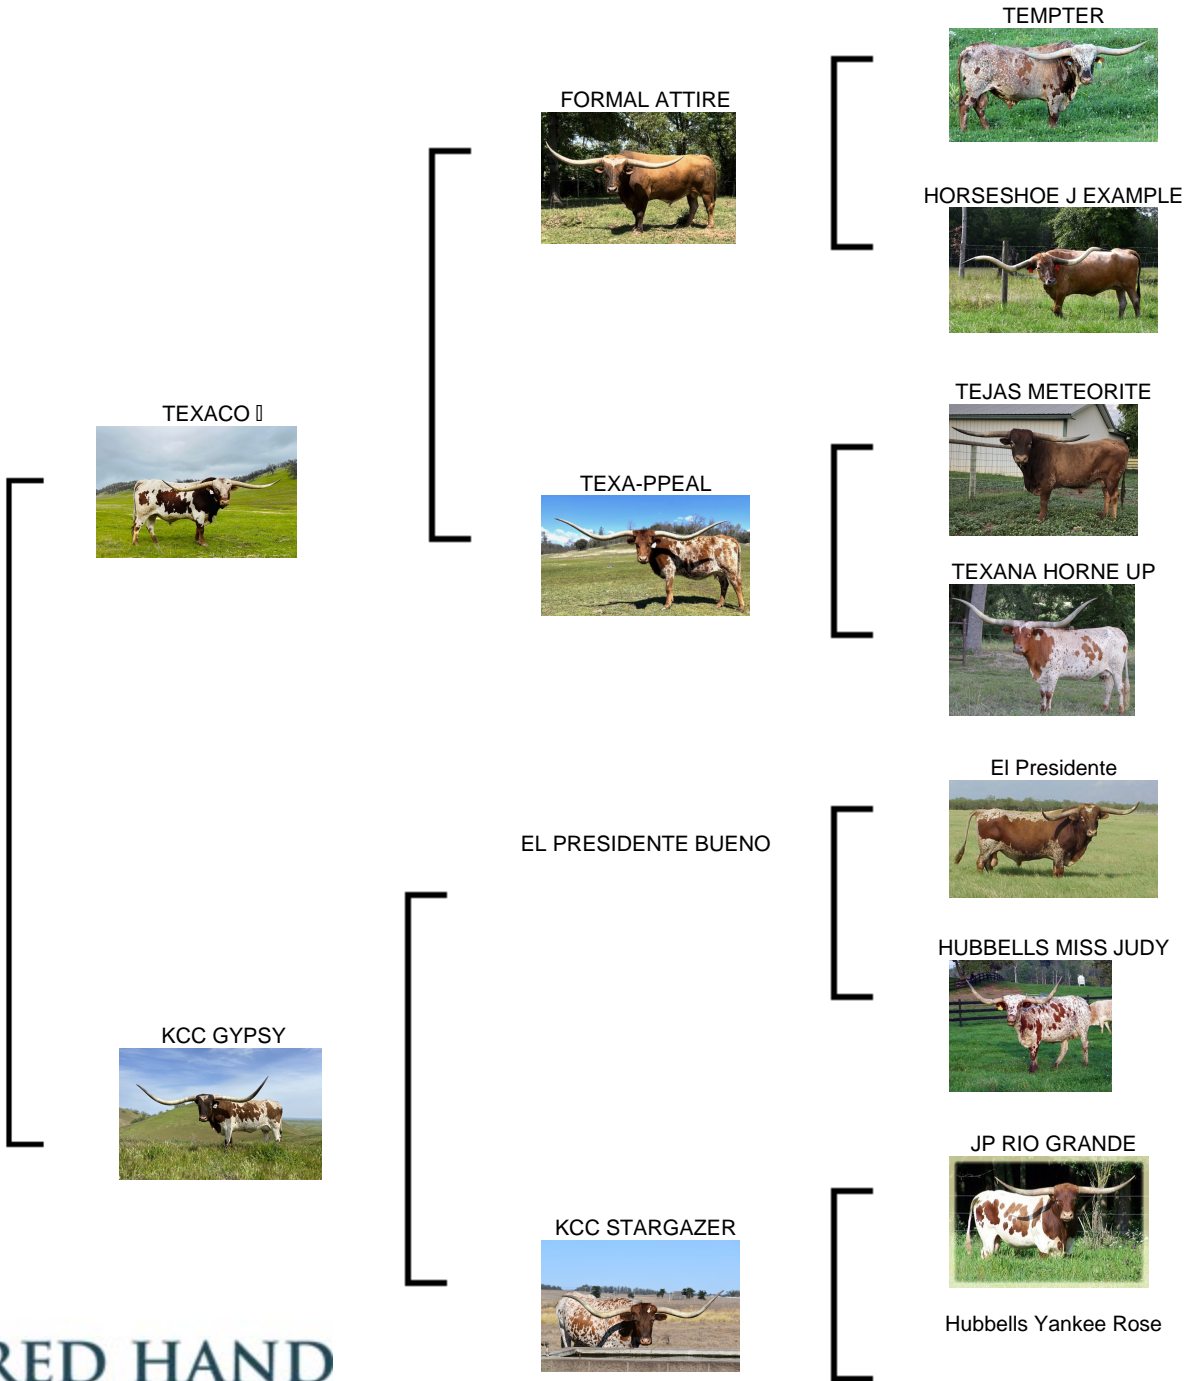 TEMPTER
FORMAL ATTIRE
HORSESHOE J EXAMPLE
TEJAS METEORITE
TEXACO 
TEXA-PPEAL
TEXANA HORNE UP
El Presidente
EL PRESIDENTE BUENO
HUBBELLS MISS JUDY
KCC GYPSY
JP RIO GRANDE
KCC STARGAZER
Hubbells Yankee Rose
RED HAND